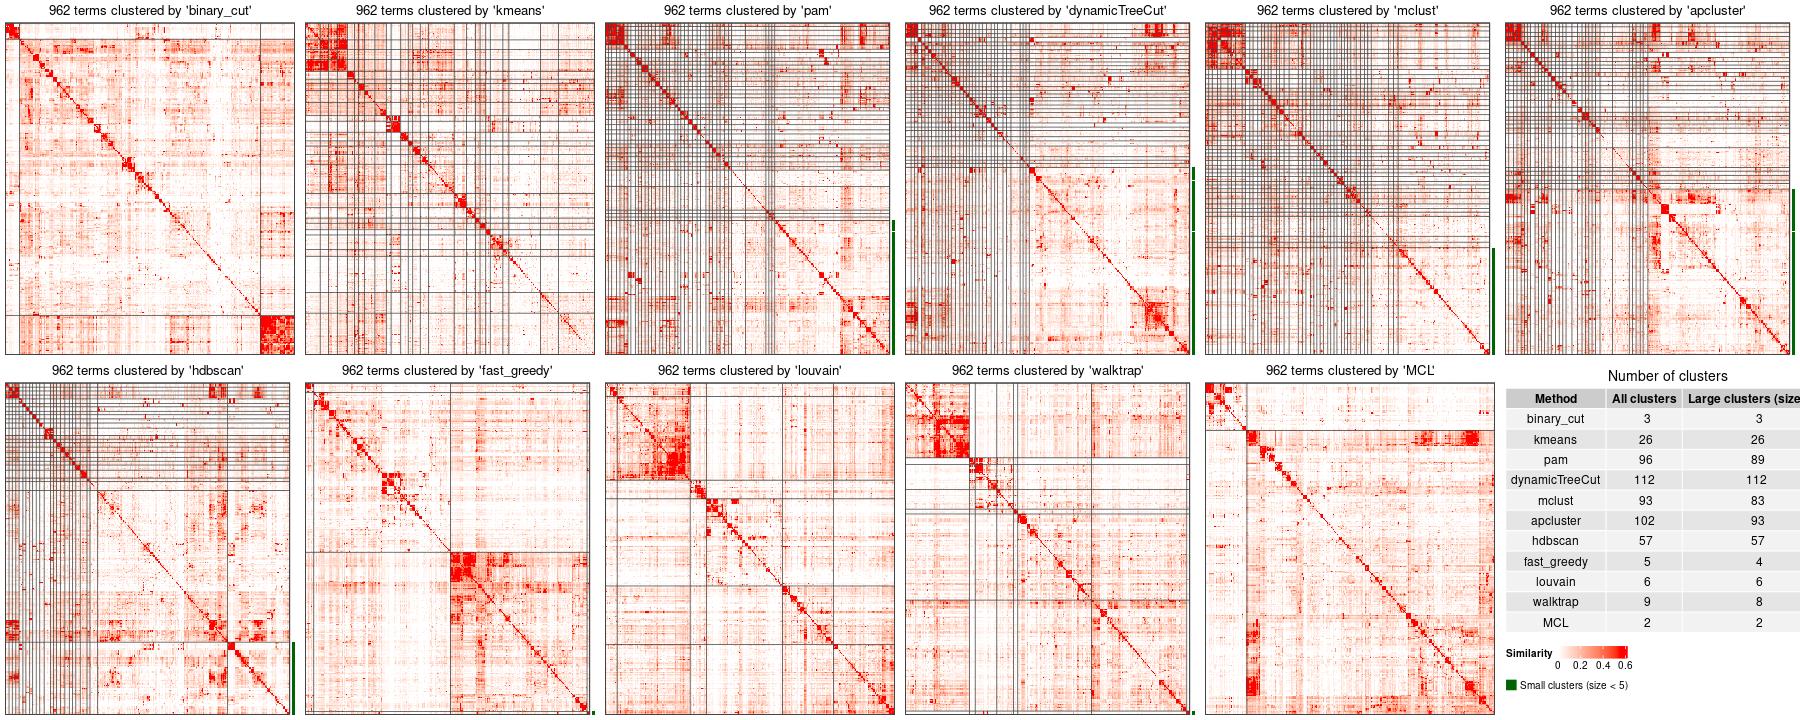 962 terms clustered by 'binary_cut'
962 terms clustered by 'kmeans'
962 terms clustered by 'pam'
962 terms clustered by 'dynamicTreeCut'
962 terms clustered by 'mclust'
962 terms clustered by 'apcluster'
962 terms clustered by 'hdbscan'
962 terms clustered by 'fast_greedy'
962 terms clustered by 'louvain'
962 terms clustered by 'walktrap'
962 terms clustered by 'MCL'
Number of clusters
Method All clusters Large clusters (size
binary_cut 3 3
kmeans 26 26
pam 96 89
dynamicTreeCut 112 112
mclust 93 83
apcluster 102 93
hdbscan 57 57
fast_greedy 5 4
louvain 6 6
walktrap 9 8
MCL 2 2
Similarity
0 0.2 0.4 0.6
Small clusters (size < 5)